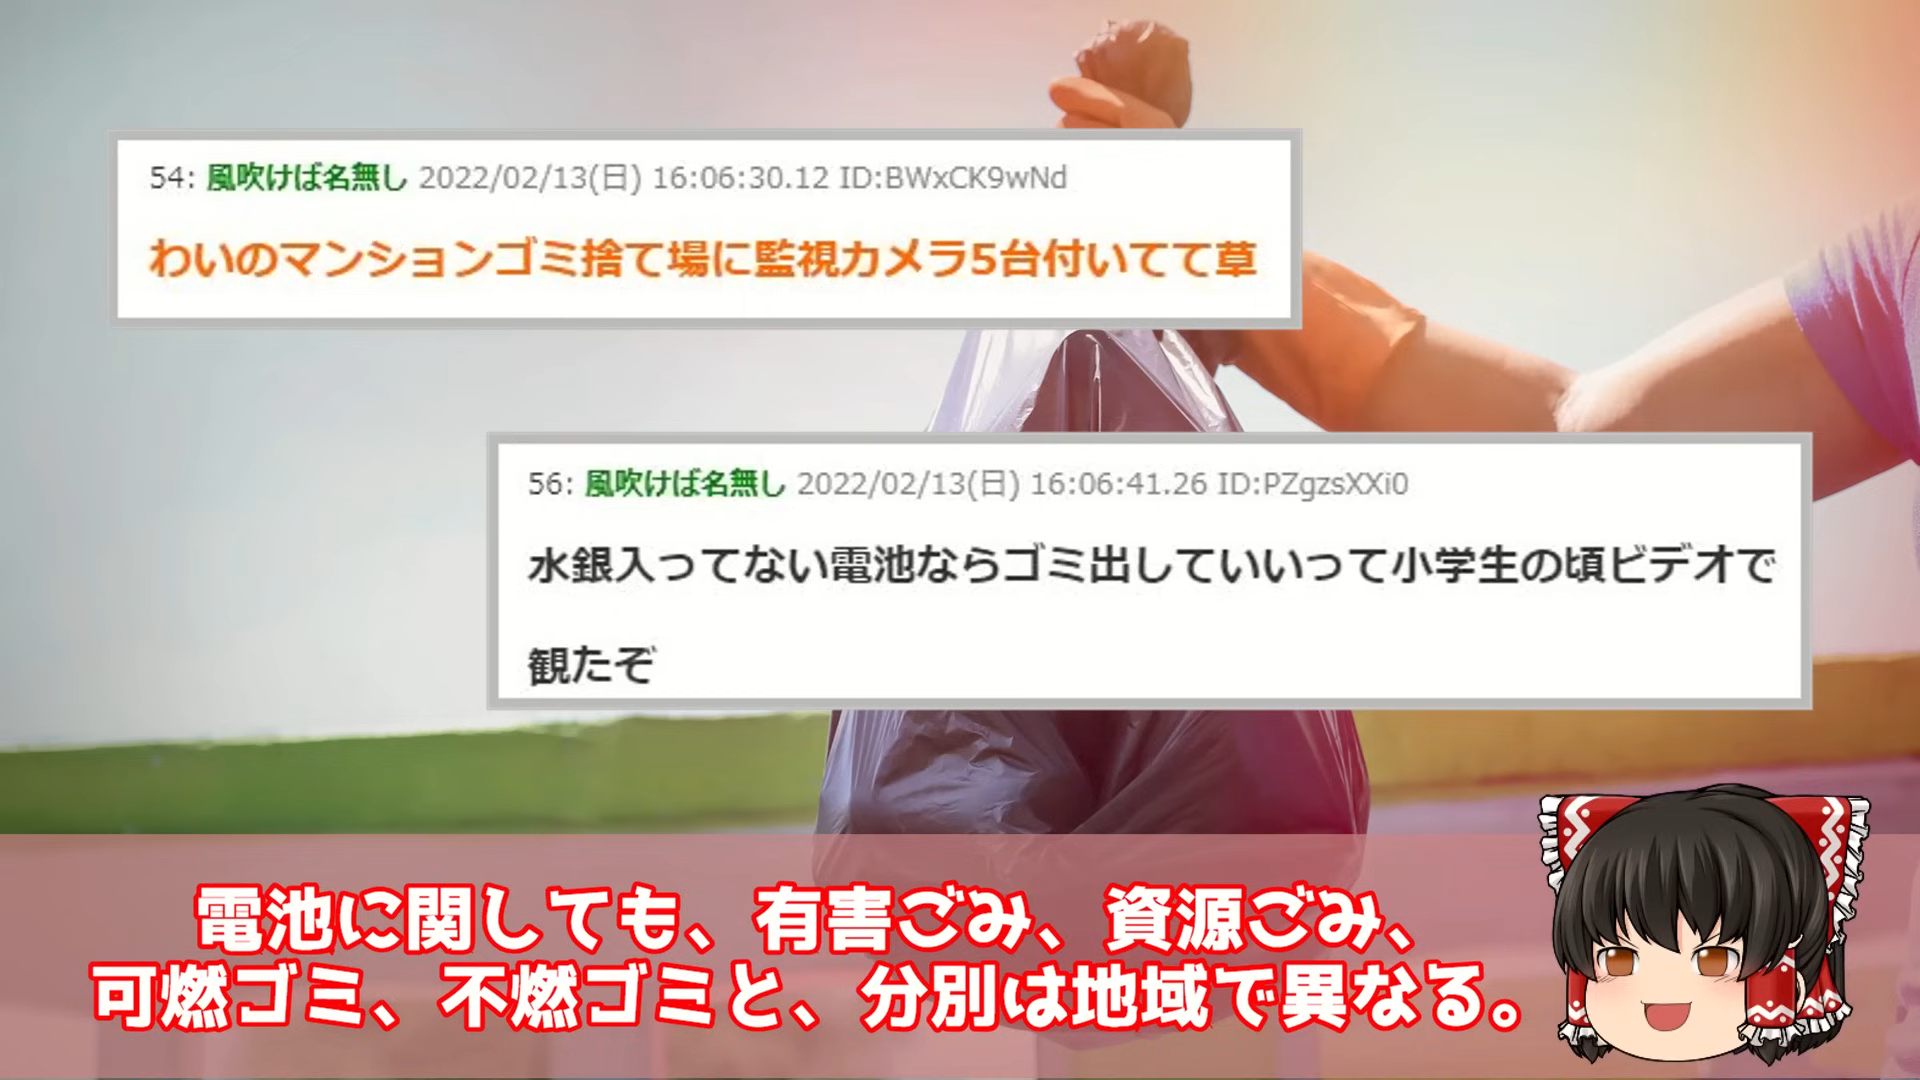 54: 風吹けば名無し 2022/02/13(日) 16:06:30.12 ID:BWxCK9wNd
わいのマンションゴミ捨て場に監視カメラ5台付いてて草
56: 風吹けば名無し 2022/02/13(日) 16:06:41.26 ID:PZgzsXXi0
水銀入ってない電池ならゴミ出していいって小学生の頃ビデオで
観たぞ
電池に関しても、有害ごみ、資源ごみ、
可燃ゴミ、不燃ゴミと、分別は地域で異なる。